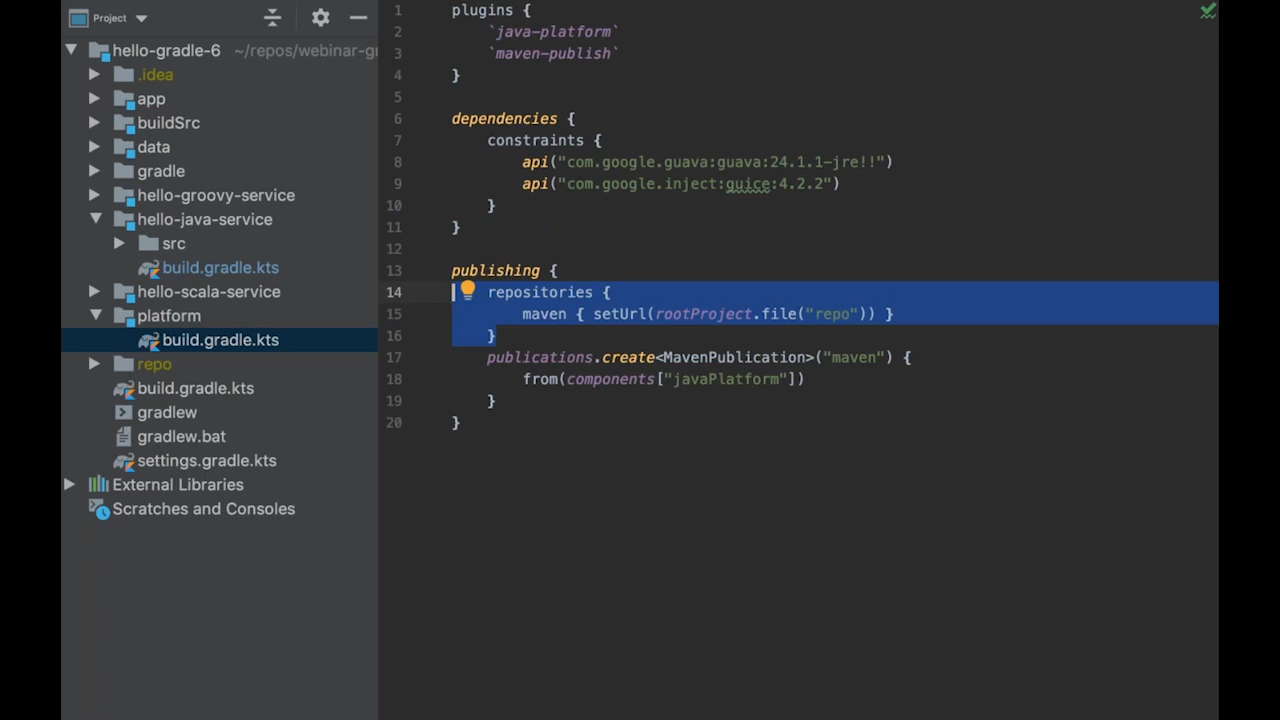 Project
hello-gradle-6 ~/repos/webinar-gr
.idea
app
buildSrc
data
gradle
hello-groovy-service
hello-java-service
src
build.gradle.kts
hello-scala-service
platform
build.gradle.kts
repo
build.gradle.kts
gradlew
gradlew.bat
settings.gradle.kts
External Libraries
Scratches and Consoles
1 plugins {
2 `java-platform`
3 `maven-publish`
4 }
5
6 dependencies {
7 constraints {
8 api("com.google.guava:guava:24.1.1-jre!!")
9 api("com.google.inject:guice:4.2.2")
10 }
11 }
12
13 publishing {
14 repositories {
15 maven { setUrl(rootProject.file("repo")) }
16 }
17 publications.create<MavenPublication>("maven") {
18 from(components["javaPlatform"])
19 }
20 }